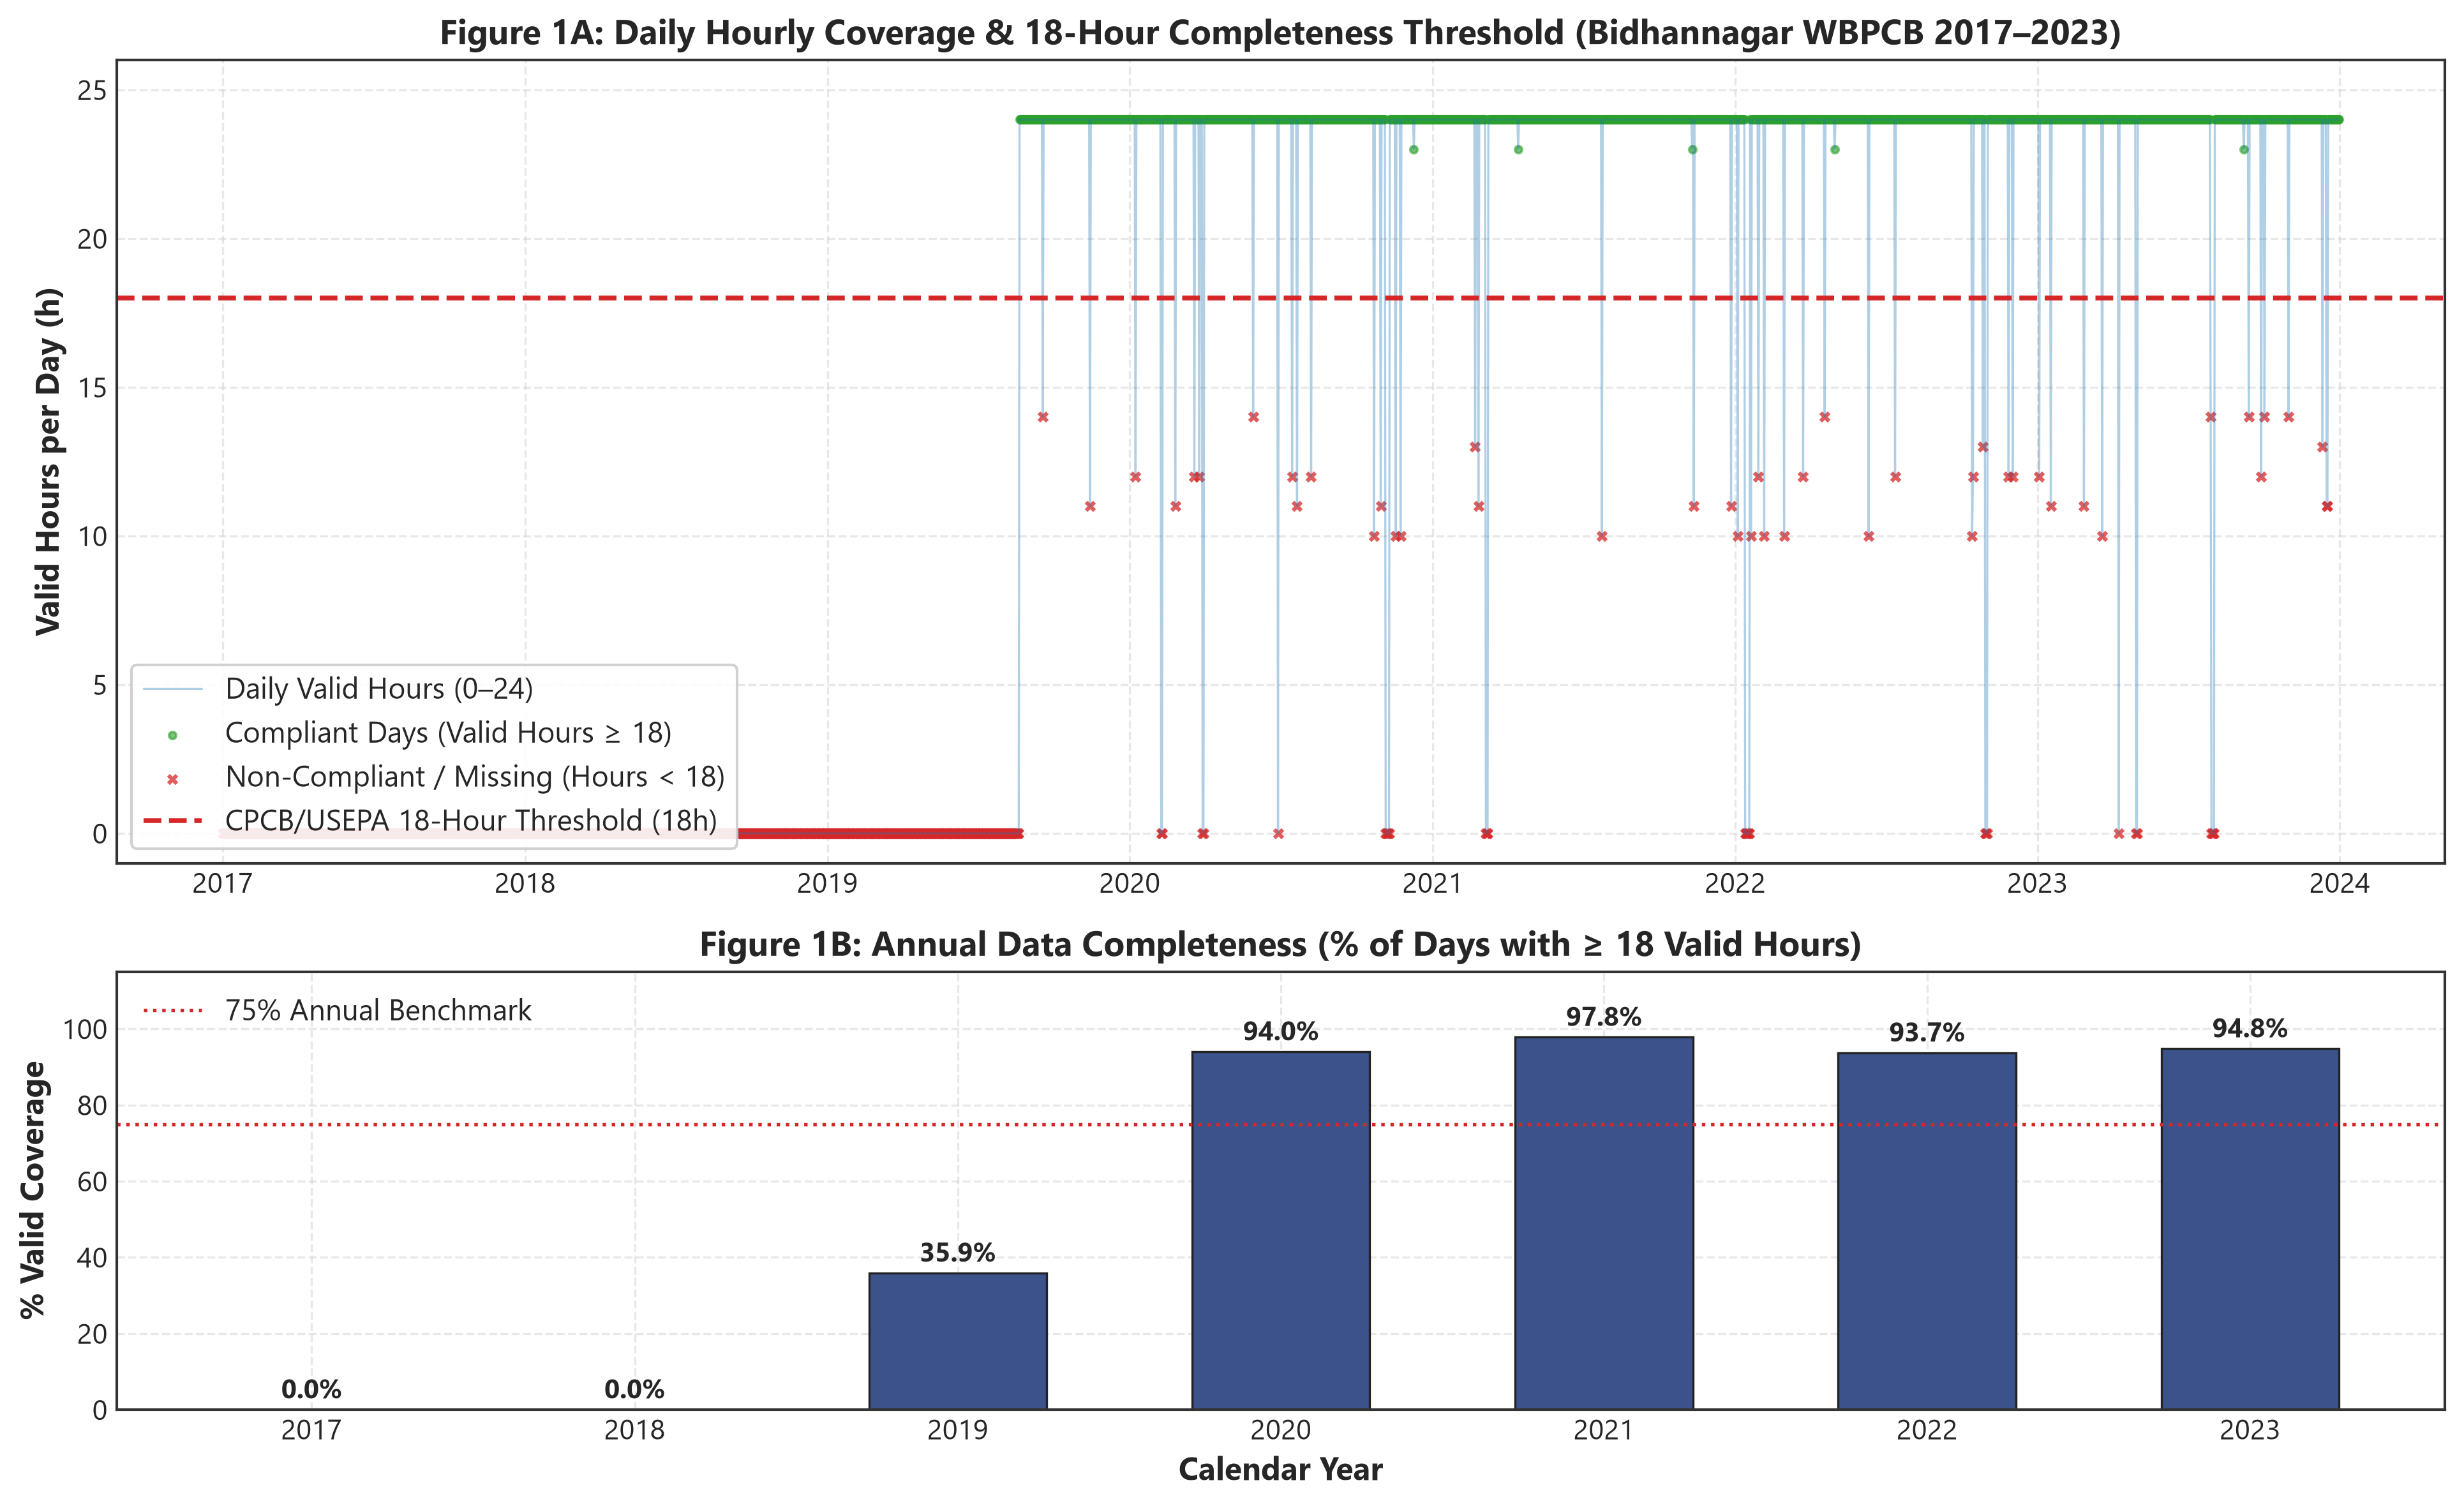 Figure 1A: Daily Hourly Coverage & 18-Hour Completeness Threshold (Bidhannagar WBPCB 2017–2023)
Valid Hours per Day (h)
25
20
15
10
5
0
Daily Valid Hours (0–24)
Compliant Days (Valid Hours ≥ 18)
Non-Compliant / Missing (Hours < 18)
CPCB/USEPA 18-Hour Threshold (18h)
2017 2018 2019 2020 2021 2022 2023 2024
Figure 1B: Annual Data Completeness (% of Days with ≥ 18 Valid Hours)
% Valid Coverage
75% Annual Benchmark
100
80
60
40
20
0
0.0% 0.0% 35.9% 94.0% 97.8% 93.7% 94.8%
2017 2018 2019 2020 2021 2022 2023
Calendar Year